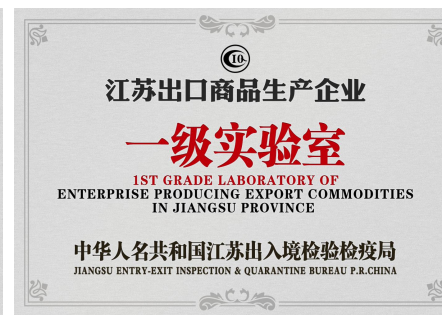 CIQ
江苏出口商品生产企业
一级实验室
1ST GRADE LABORATORY OF
ENTERPRISE PRODUCING EXPORT COMMODITIES
IN JIANGSU PROVINCE
中华人名共和国江苏出入境检验检疫局
JIANGSU ENTRY-EXIT INSPECTION & QUARANTINE BUREAU P.R.CHINA